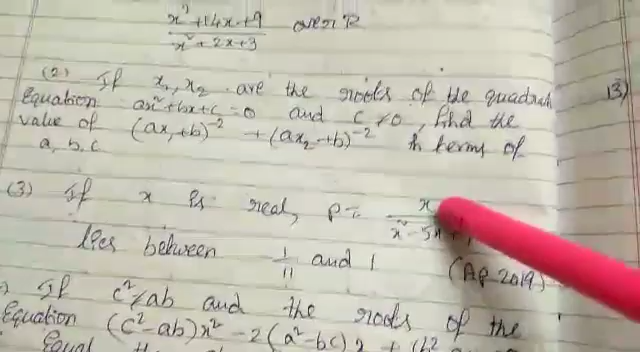 x² + 14x + 9 over R
x² + 2x + 3
(2) If x₁, x₂ are the roots of the quadratic 13)
Equation ax² + bx + c = 0 and c ≠ 0, find the
value of (ax₁+b)⁻² + (ax₂+b)⁻² in terms of
a, b, c
(3) If x is real, p = x
x² - 5x +
lies between -1/11 and 1 (AP 2019)
If c² ≠ ab and the roots of the
Equation (c²-ab)x² - 2(a²-bc)x + (b²
Equal